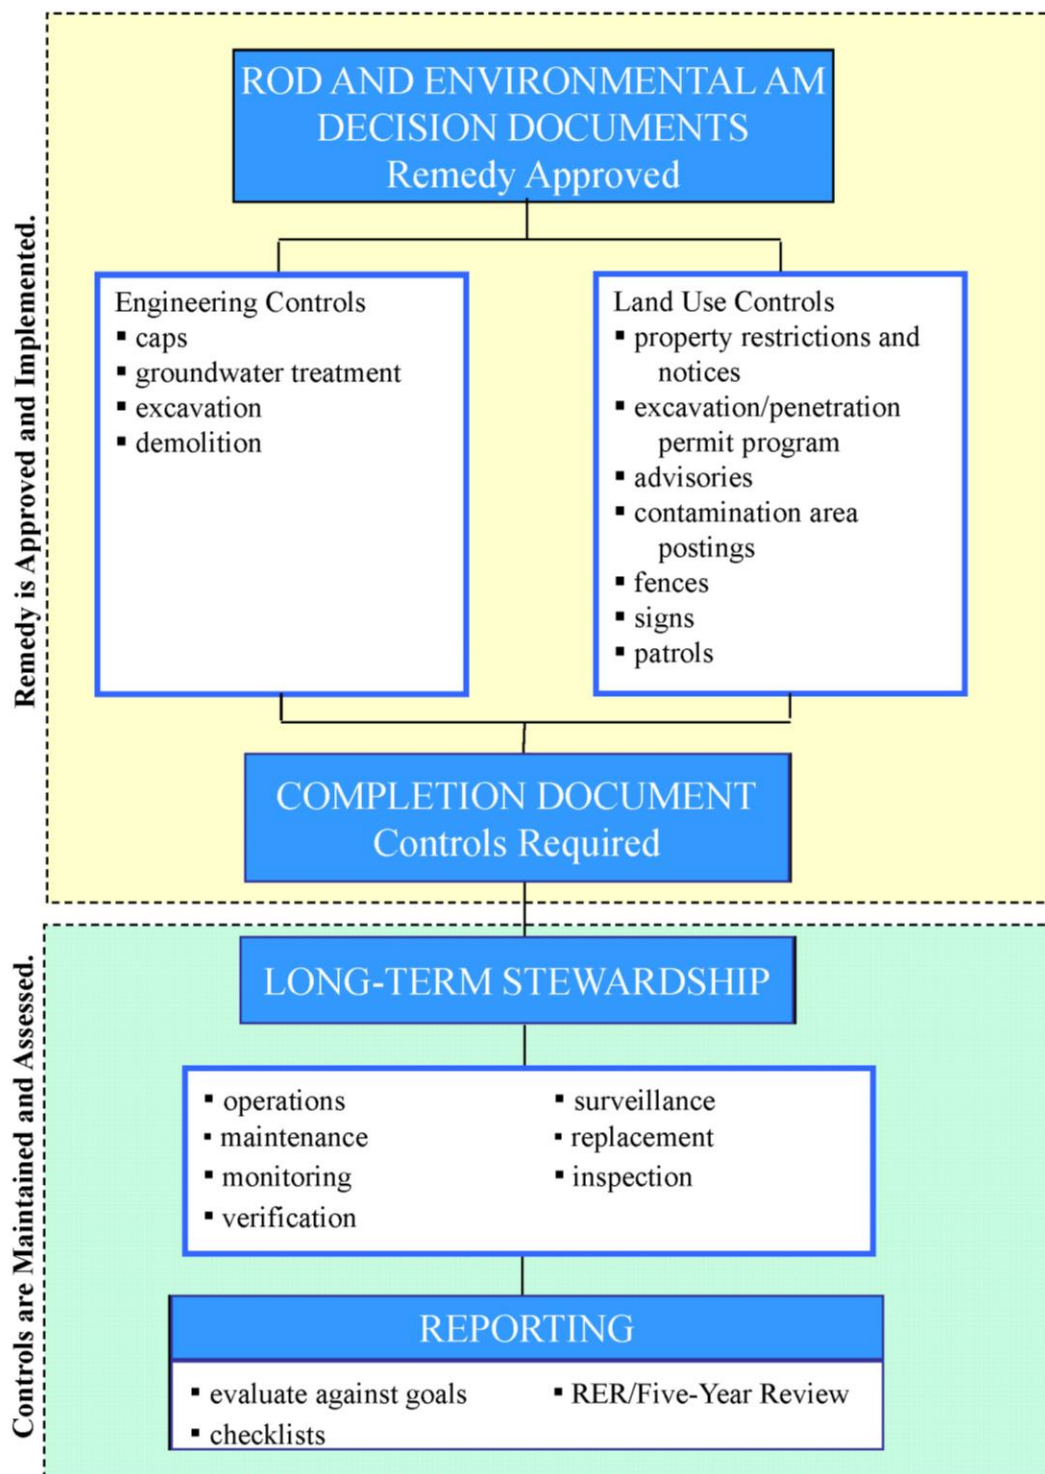 ROD AND ENVIRONMENTAL AM
DECISION DOCUMENTS
Remedy Approved
Remedy is Approved and Implemented.
Engineering Controls
▪ caps
▪ groundwater treatment
▪ excavation
▪ demolition
Land Use Controls
▪ property restrictions and
notices
▪ excavation/penetration
permit program
▪ advisories
▪ contamination area
postings
▪ fences
▪ signs
▪ patrols
COMPLETION DOCUMENT
Controls Required
Controls are Maintained and Assessed.
LONG-TERM STEWARDSHIP
▪ operations
▪ maintenance
▪ monitoring
▪ verification
▪ surveillance
▪ replacement
▪ inspection
REPORTING
▪ evaluate against goals
▪ checklists
▪ RER/Five-Year Review